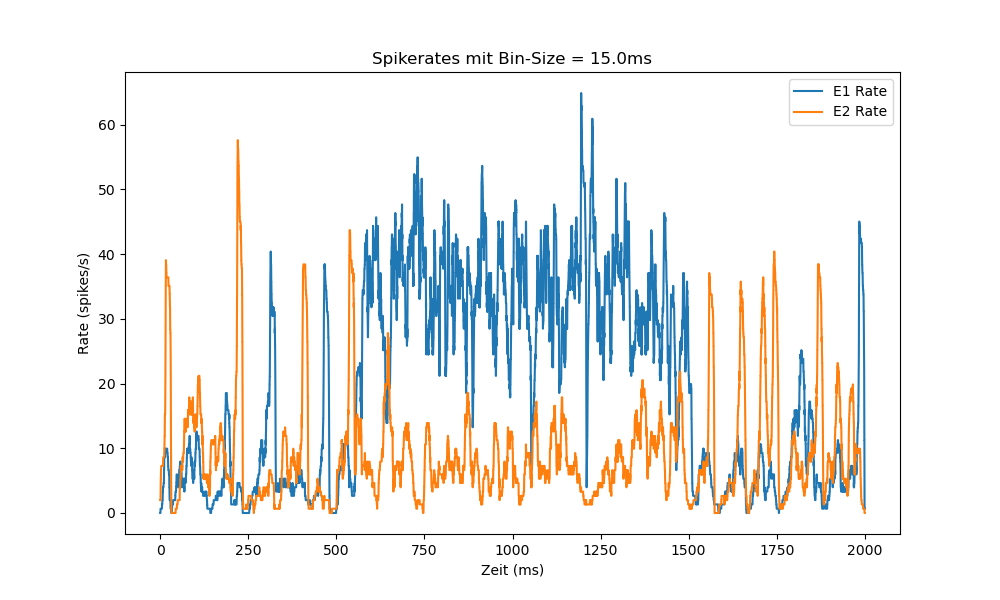 Spikerates mit Bin-Size = 15.0ms
E1 Rate
E2 Rate
Rate (spikes/s)
60
50
40
30
20
10
0
0 250 500 750 1000 1250 1500 1750 2000
Zeit (ms)